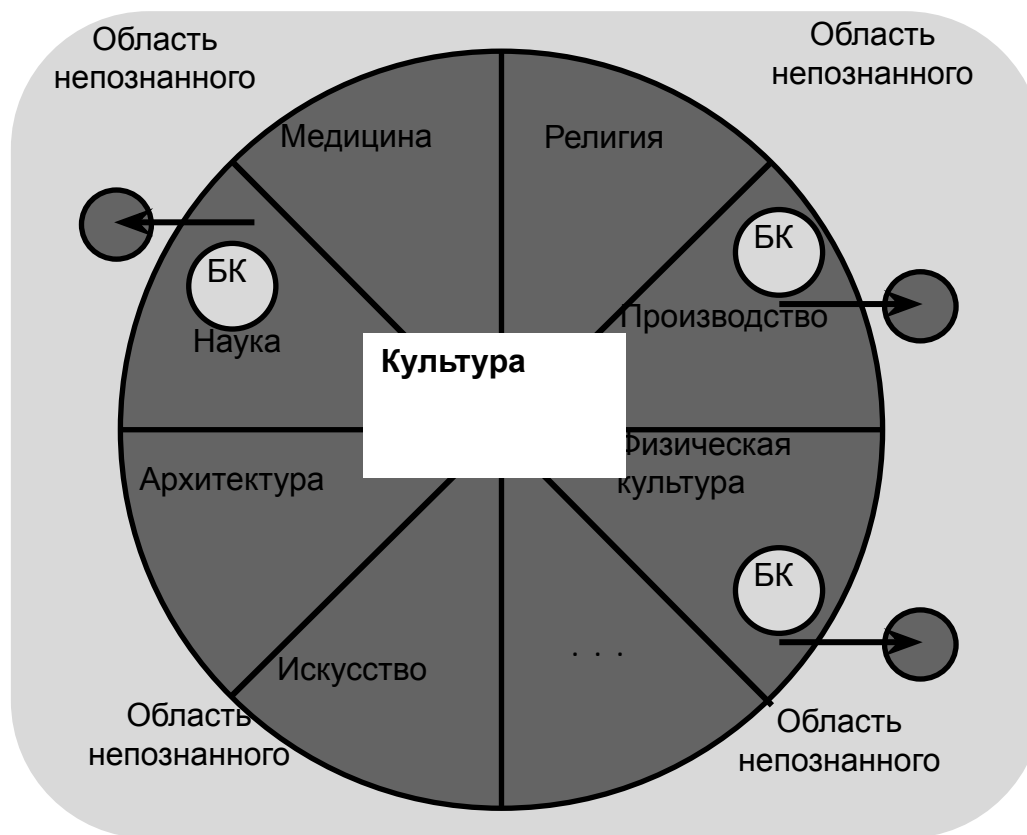 Область
непознанного
Область
непознанного
Медицина
Религия
БК
БК
Наука
Производство
Культура
Архитектура
Физическая
культура
БК
Искусство
. . .
Область
непознанного
Область
непознанного